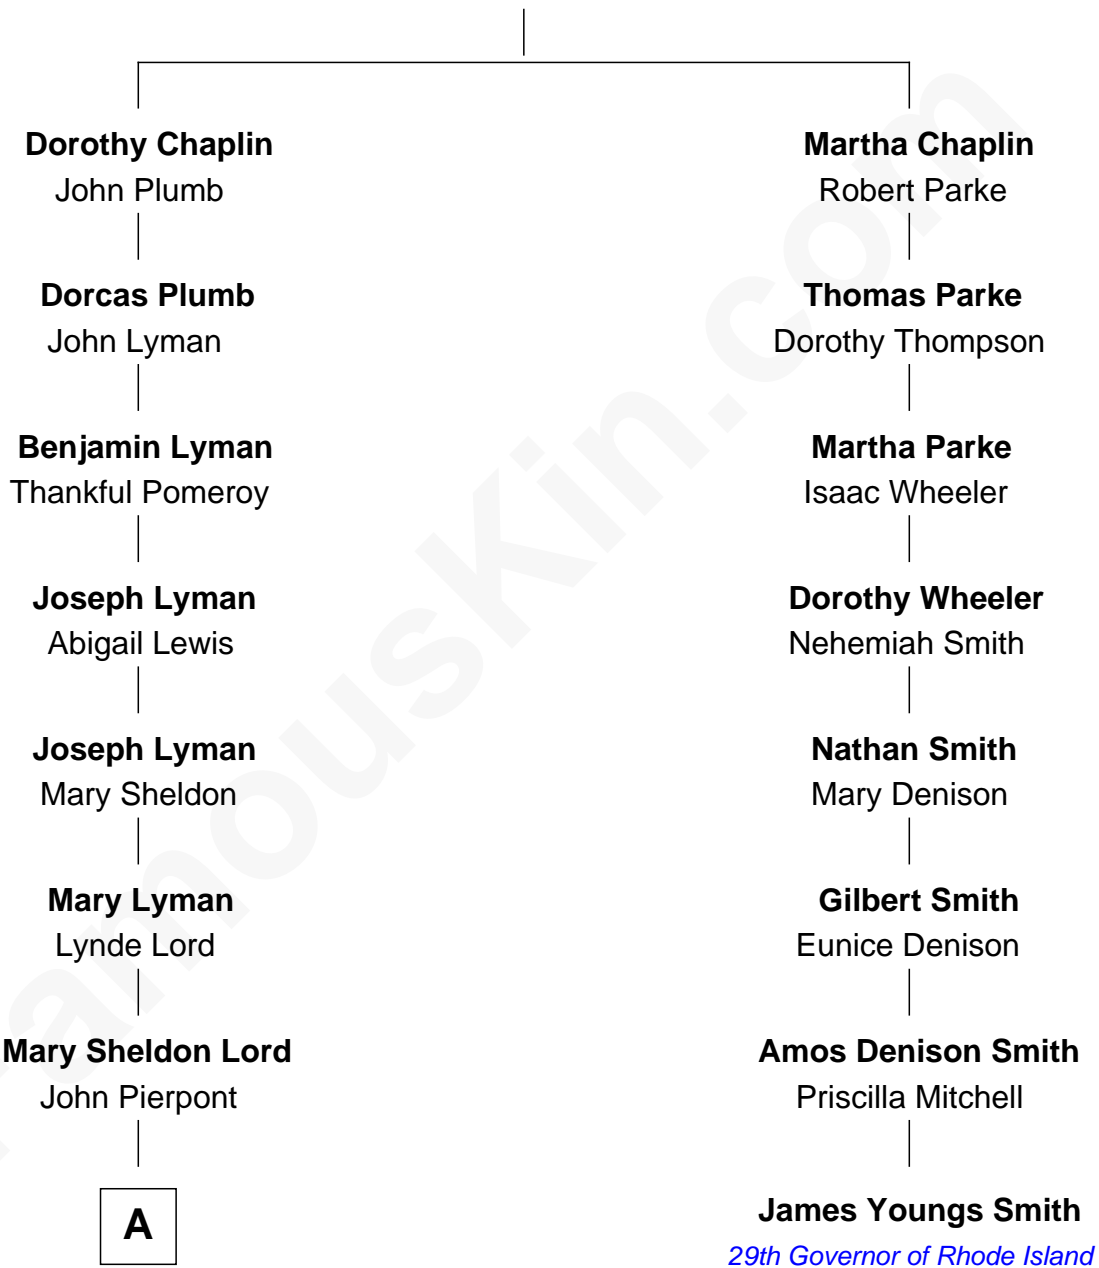 Dorothy Chaplin
John Plumb
Martha Chaplin
Robert Parke
Dorcas Plumb
John Lyman
Thomas Parke
Dorothy Thompson
Benjamin Lyman
Thankful Pomeroy
Martha Parke
Isaac Wheeler
Joseph Lyman
Abigail Lewis
Dorothy Wheeler
Nehemiah Smith
Joseph Lyman
Mary Sheldon
Nathan Smith
Mary Denison
Mary Lyman
Lynde Lord
Gilbert Smith
Eunice Denison
Mary Sheldon Lord
John Pierpont
Amos Denison Smith
Priscilla Mitchell
A
James Youngs Smith
29th Governor of Rhode Island
FamousKin.com